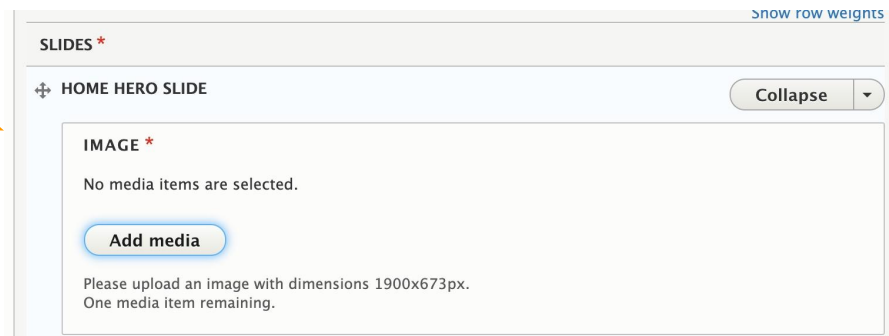 Show row weights
SLIDES *
HOME HERO SLIDE
Collapse
IMAGE *
No media items are selected.
Add media
Please upload an image with dimensions 1900x673px.
One media item remaining.